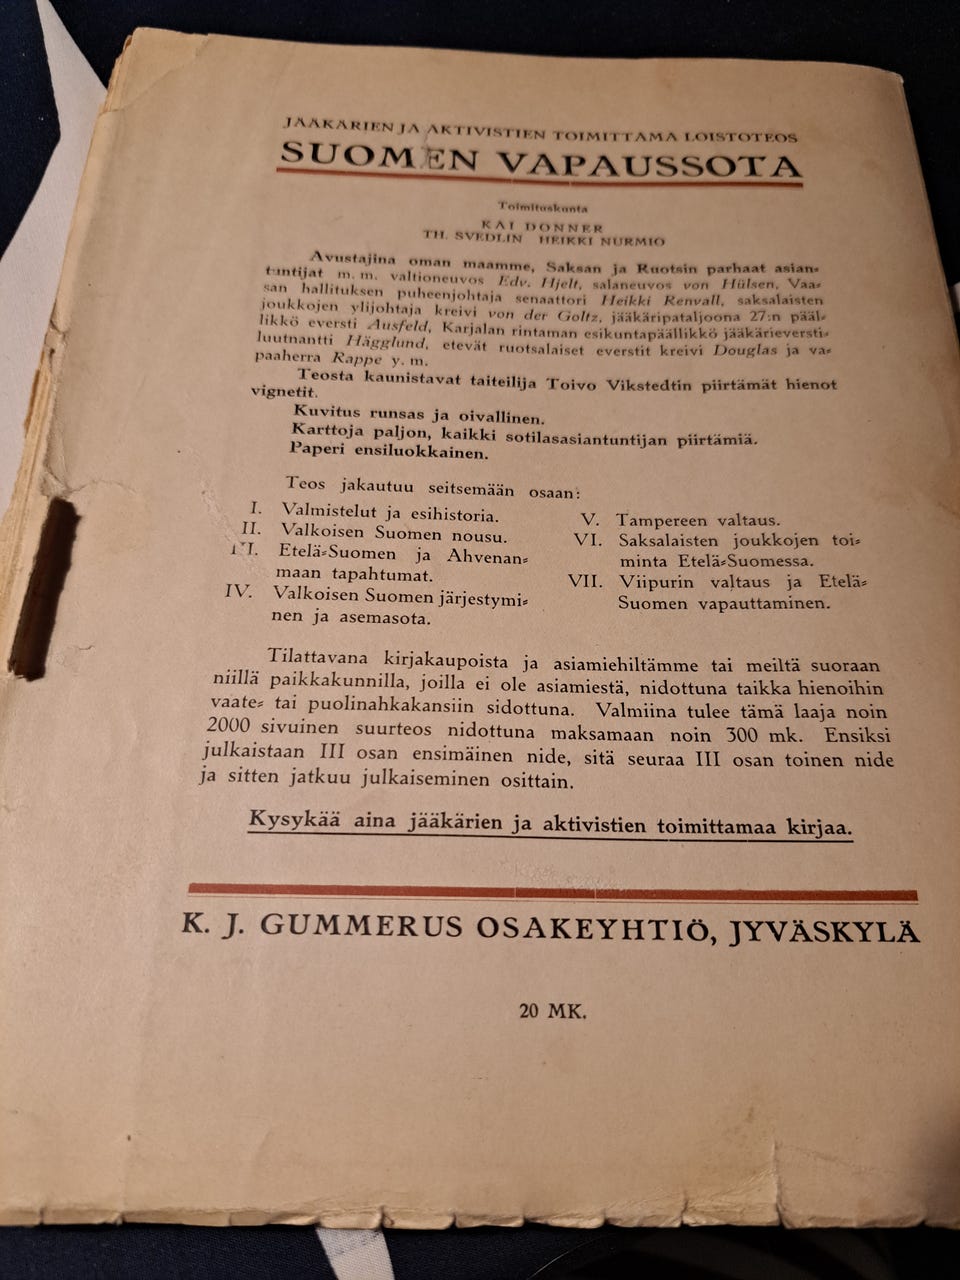 JÄÄKÄRIEN JA AKTIVISTIEN TOIMITTAMA LOISTOTEOS
SUOMEN VAPAUSSOTA
Toimituskunta
KAI DONNER
TH. SVEDLIN HEIKKI NURMIO
Avustajina oman maamme, Saksan ja Ruotsin parhaat asian=
tuntijat m. m. valtioneuvos Edv. Hjelt, salaneuvos von Hülsen, Vaa=
san hallituksen puheenjohtaja senaattori Heikki Renvall, saksalaisten
joukkojen ylijohtaja kreivi von der Goltz, jääkäripataljoona 27:n pääl=
likkö eversti Ausfeld, Karjalan rintaman esikuntapäällikkö jääkärieversti=
luutnantti Hägglund, etevät ruotsalaiset everstit kreivi Douglas ja va=
paaherra Rappe y. m.
Teosta kaunistavat taiteilija Toivo Vikstedtin piirtämät hienot
vignetit.
Kuvitus runsas ja oivallinen.
Karttoja paljon, kaikki sotilasasiantuntijan piirtämiä.
Paperi ensiluokkainen.
Teos jakautuu seitsemään osaan:
I. Valmistelut ja esihistoria.
II. Valkoisen Suomen nousu.
III. Etelä=Suomen ja Ahvenan=
maan tapahtumat.
IV. Valkoisen Suomen järjestymi=
nen ja asemasota.
V. Tampereen valtaus.
VI. Saksalaisten joukkojen toi=
minta Etelä=Suomessa.
VII. Viipurin valtaus ja Etelä=
Suomen vapauttaminen.
Tilattavana kirjakaupoista ja asiamiehiltämme tai meiltä suoraan
niillä paikkakunnilla, joilla ei ole asiamiestä, nidottuna taikka hienoihin
vaate= tai puolinahkakansiin sidottuna. Valmiina tulee tämä laaja noin
2000 sivuinen suurteos nidottuna maksamaan noin 300 mk. Ensiksi
julkaistaan III osan ensimäinen nide, sitä seuraa III osan toinen nide
ja sitten jatkuu julkaiseminen osittain.
Kysykää aina jääkärien ja aktivistien toimittamaa kirjaa.
K. J. GUMMERUS OSAKEYHTIÖ, JYVÄSKYLÄ
20 MK.